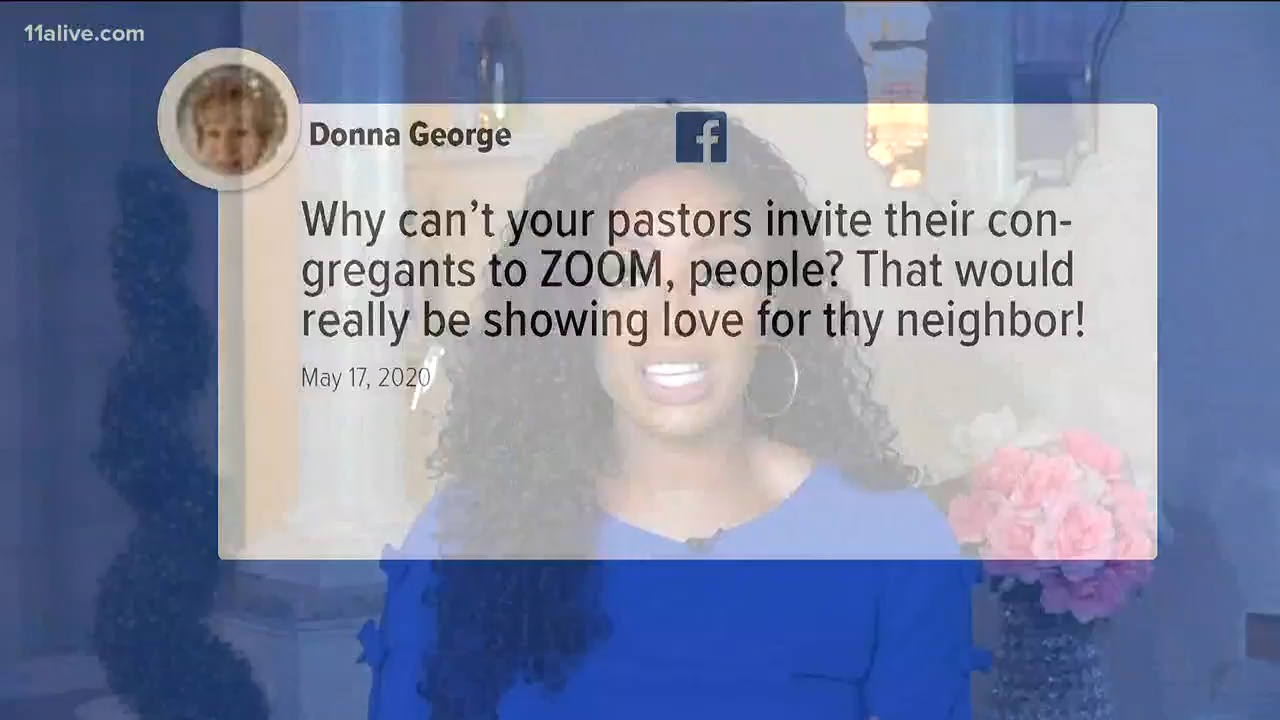 11alive.com
Donna George
f
Why can't your pastors invite their con-
gregants to ZOOM, people? That would
really be showing love for thy neighbor!
May 17, 2020